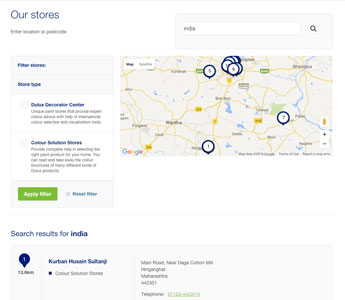 Our stores
Enter location or postcode
india
Filter stores:
Store type
Dulux Decorator Center
Unique paint stores that provide expert
colour advice with help of international
colour selection and visualization tools.
Colour Solution Stores
Provide complete help in selecting the
right paint product for your home. You
can read and take away the colour
brochures of many different kinds of
Dulux products.
Apply filter
Reset filter
Map
Satellite
Wardha
Google
Map data ©2016 Google
Terms of Use
Report a map error
Search results for india
1
13.6km
Kurban Husain Sultanji
Colour Solution Stores
Main Road, Near Daga Cotton Mill
Hinganghat
Maharashtra
442301
Telephone: